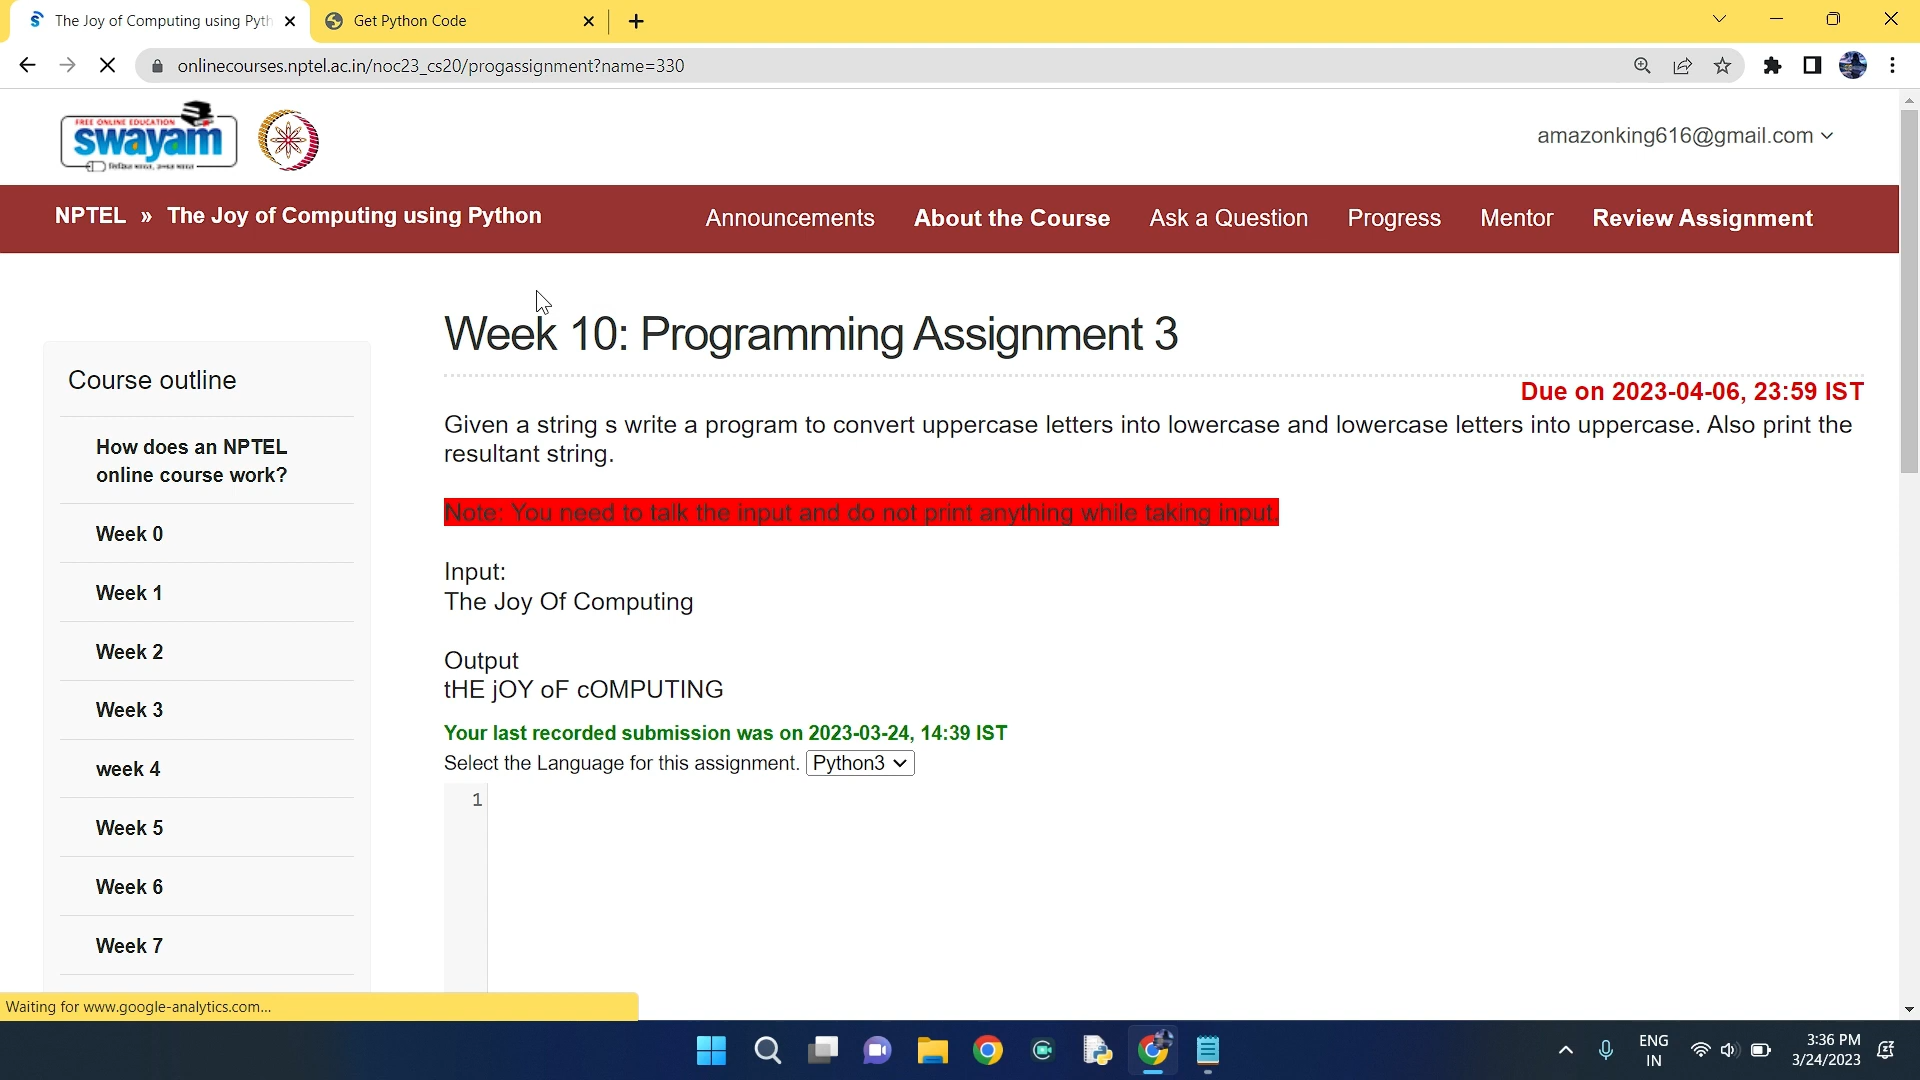 The Joy of Computing using Pyth
Get Python Code
onlinecourses.nptel.ac.in/noc23_cs20/progassignment?name=330
FREE ONLINE EDUCATION
swayam
amazonking616@gmail.com
NPTEL » The Joy of Computing using Python
Announcements
About the Course
Ask a Question
Progress
Mentor
Review Assignment
Week 10: Programming Assignment 3
Due on 2023-04-06, 23:59 IST
Given a string s write a program to convert uppercase letters into lowercase and lowercase letters into uppercase. Also print the
resultant string.
Note: You need to talk the input and do not print anything while taking input.
Input:
The Joy Of Computing
Output
tHE jOY oF cOMPUTING
Your last recorded submission was on 2023-03-24, 14:39 IST
Select the Language for this assignment. Python3
1
Course outline
How does an NPTEL
online course work?
Week 0
Week 1
Week 2
Week 3
week 4
Week 5
Week 6
Week 7
Waiting for www.google-analytics.com...
ENG
IN
3:36 PM
3/24/2023